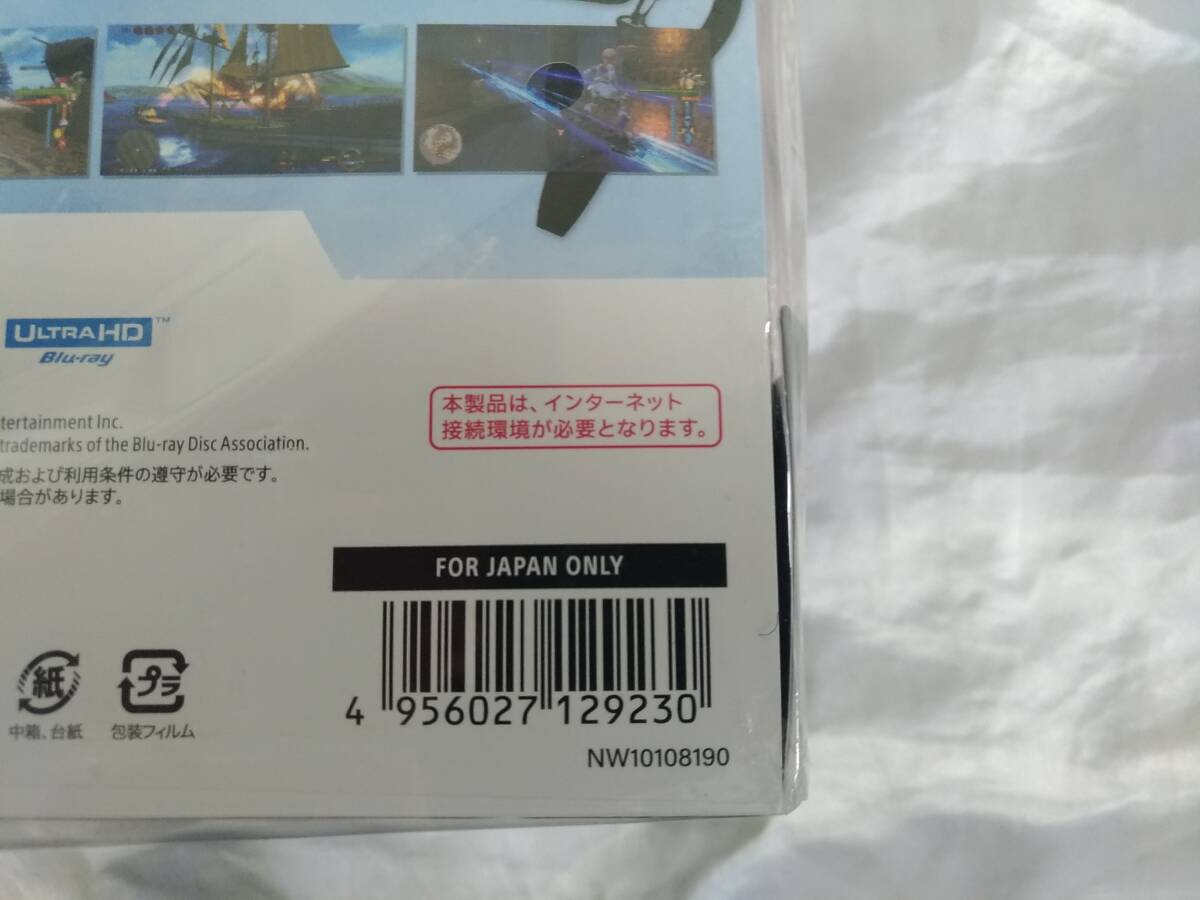 ULTRA HD™
Blu-ray
本製品は、インターネット
接続環境が必要となります。
tertainment Inc.
trademarks of the Blu-ray Disc Association.
成および利用条件の遵守が必要です。
場合があります。
FOR JAPAN ONLY
4 956027 129230
紙
プラ
中箱、台紙
包装フィルム
NW10108190